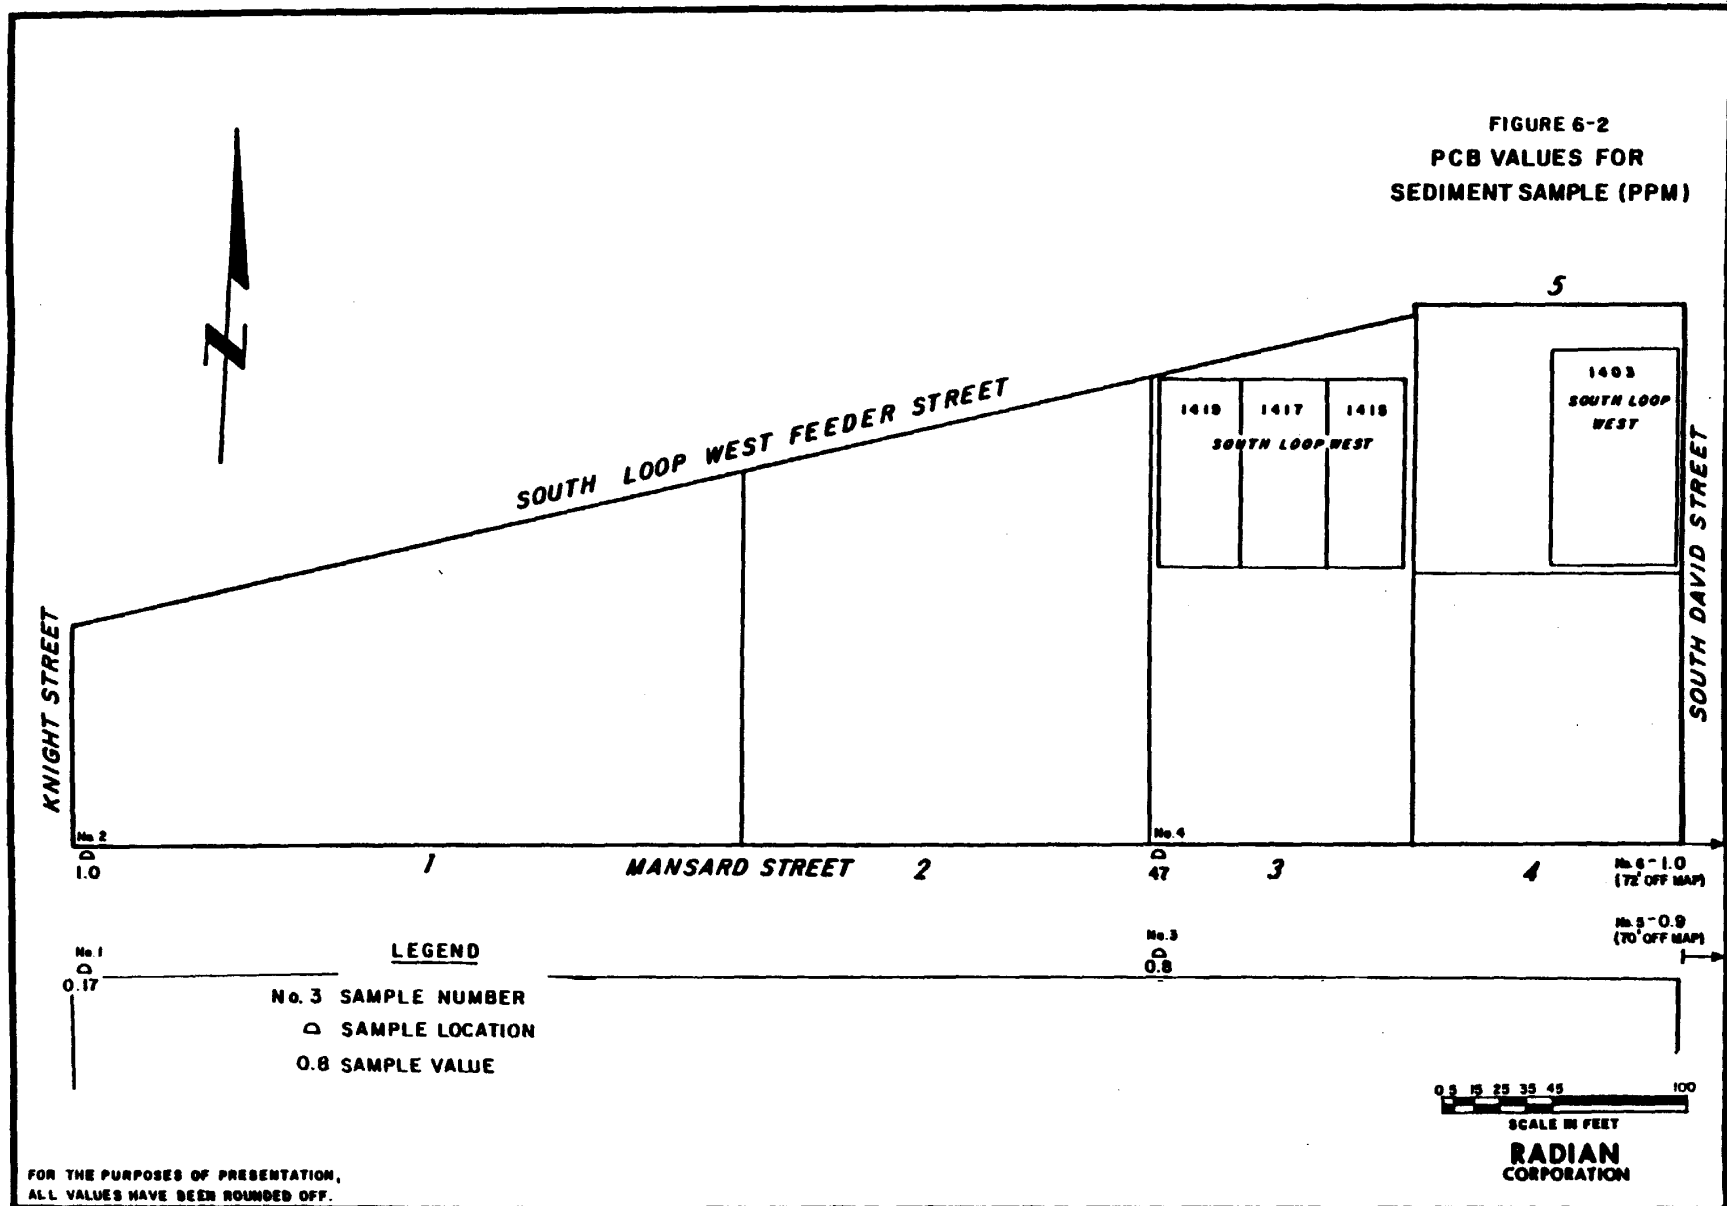 FIGURE 6-2
PCB VALUES FOR
SEDIMENT SAMPLE (PPM)
N
5
1403
SOUTH LOOP
WEST
1419 1417 1415
SOUTH LOOP WEST
SOUTH LOOP WEST FEEDER STREET
KNIGHT STREET
SOUTH DAVID STREET
No. 2
D
1.0
1
MANSARD STREET
2
No. 4
D
47
3
4
No. 6 - 1.0
(72' OFF MAP)
No. 5 - 0.9
(70' OFF MAP)
No. 1
D
0.17
No. 3
D
0.8
LEGEND
No. 3 SAMPLE NUMBER
D SAMPLE LOCATION
0.8 SAMPLE VALUE
0 5 15 25 35 45 100
SCALE IN FEET
RADIAN
CORPORATION
FOR THE PURPOSES OF PRESENTATION,
ALL VALUES HAVE BEEN ROUNDED OFF.